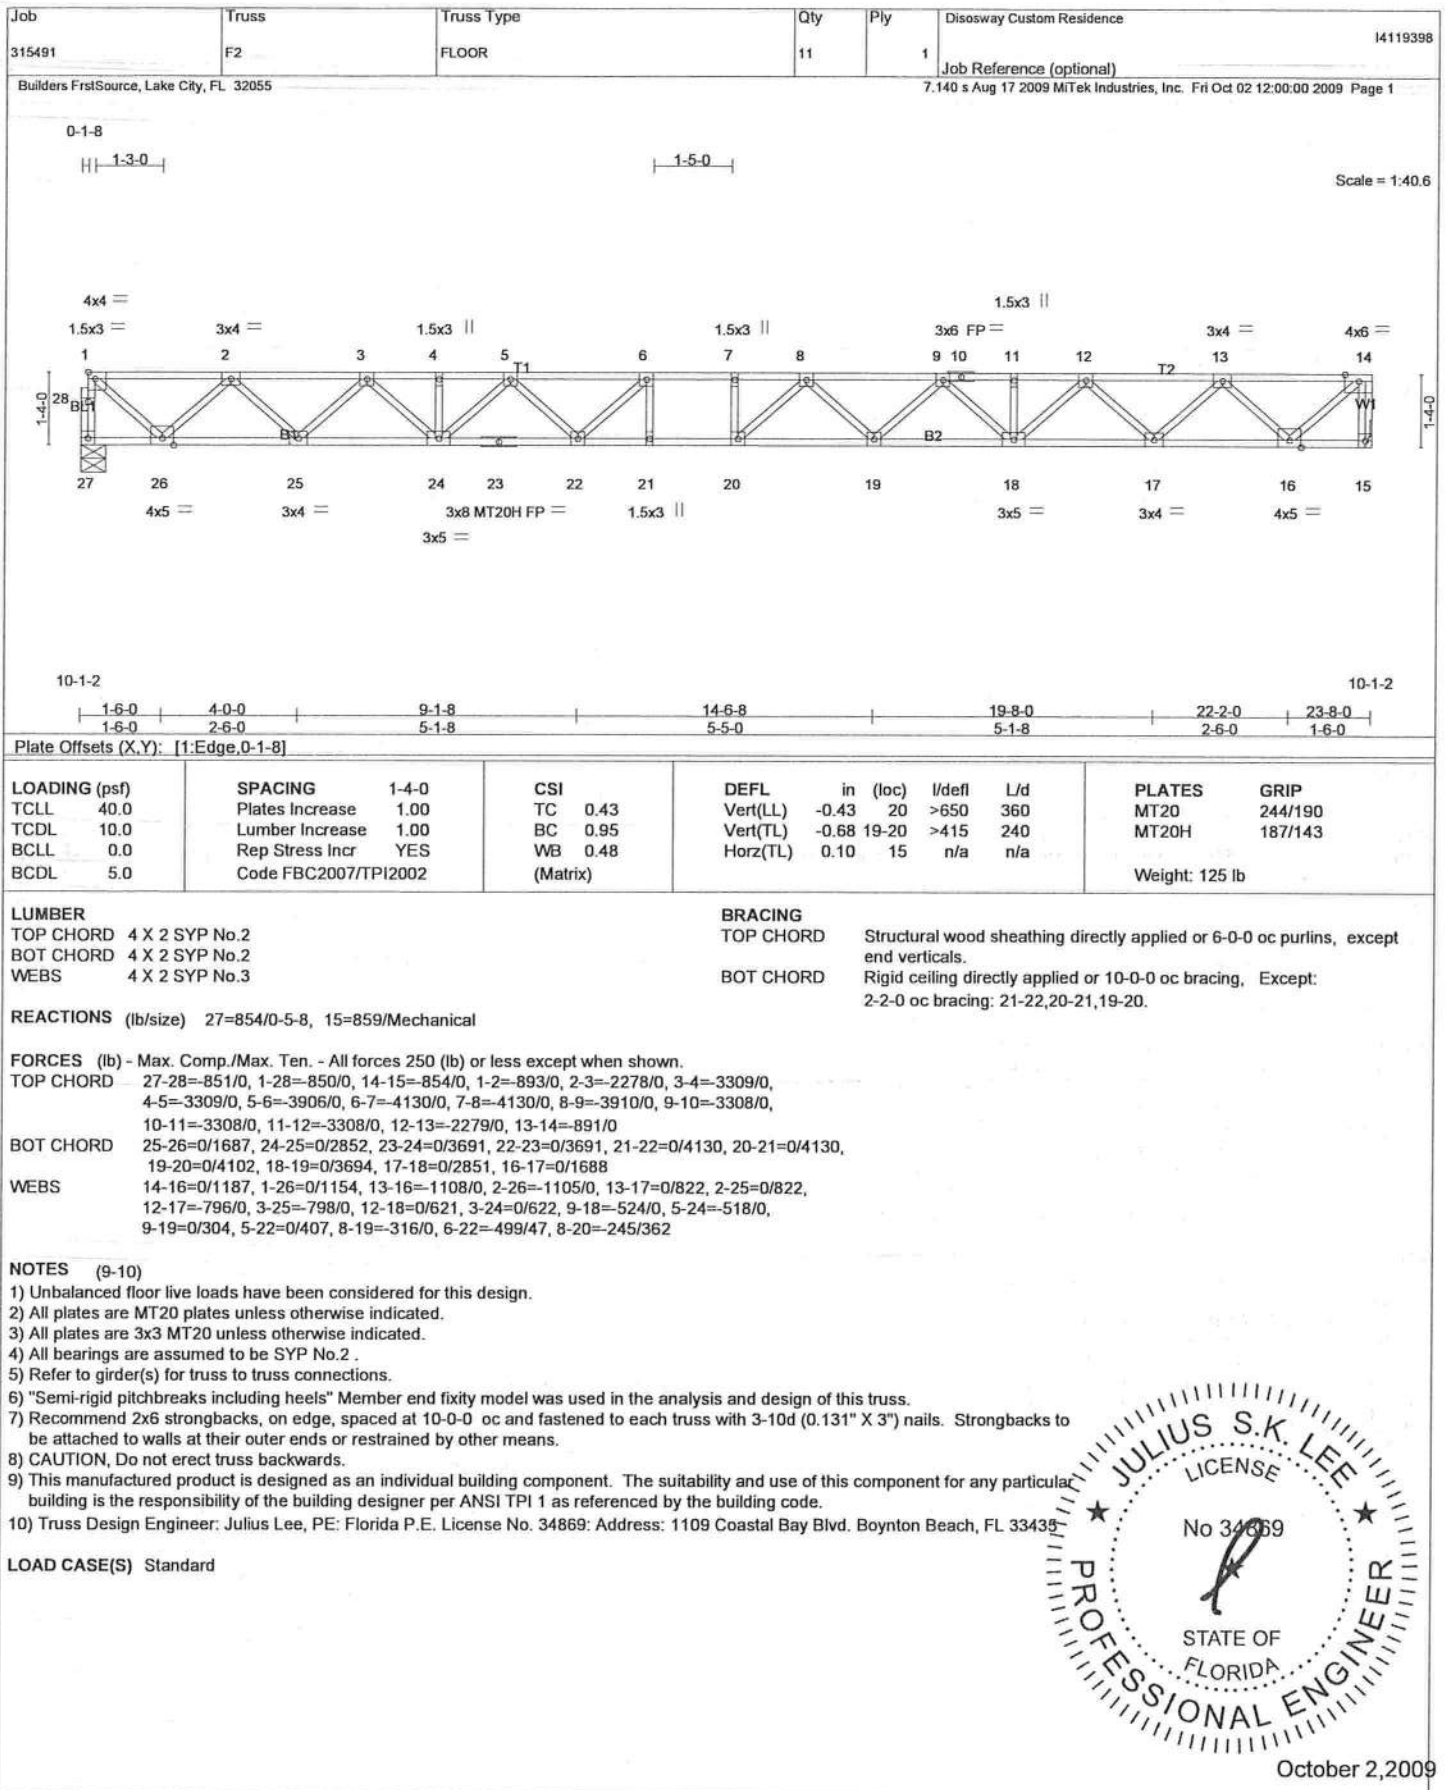 Job Truss Truss Type Qty Ply Disosway Custom Residence
I4119398
315491 F2 FLOOR 11 1
Job Reference (optional)
Builders FrstSource, Lake City, FL 32055 7.140 s Aug 17 2009 MiTek Industries, Inc. Fri Oct 02 12:00:00 2009 Page 1
0-1-8
1-3-0 1-5-0
Scale = 1:40.6
4x4 = 1.5x3 ||
1.5x3 = 3x4 = 1.5x3 || 1.5x3 || 3x6 FP = 3x4 = 4x6 =
1 2 3 4 5 6 7 8 9 10 11 12 13 14
T1 T2
1-4-0 28 BL1 W1 1-4-0
B1 B2
27 26 25 24 23 22 21 20 19 18 17 16 15
4x5 = 3x4 = 3x8 MT20H FP = 1.5x3 || 3x5 = 3x4 = 4x5 =
3x5 =
10-1-2 10-1-2
1-6-0 4-0-0 9-1-8 14-6-8 19-8-0 22-2-0 23-8-0
1-6-0 2-6-0 5-1-8 5-5-0 5-1-8 2-6-0 1-6-0
Plate Offsets (X,Y): [1:Edge,0-1-8]
LOADING (psf) SPACING 1-4-0 CSI DEFL in (loc) l/defl L/d PLATES GRIP
TCLL 40.0 Plates Increase 1.00 TC 0.43 Vert(LL) -0.43 20 >650 360 MT20 244/190
TCDL 10.0 Lumber Increase 1.00 BC 0.95 Vert(TL) -0.68 19-20 >415 240 MT20H 187/143
BCLL 0.0 Rep Stress Incr YES WB 0.48 Horz(TL) 0.10 15 n/a n/a
BCDL 5.0 Code FBC2007/TPI2002 (Matrix) Weight: 125 lb
LUMBER
TOP CHORD 4 X 2 SYP No.2
BOT CHORD 4 X 2 SYP No.2
WEBS 4 X 2 SYP No.3
BRACING
TOP CHORD Structural wood sheathing directly applied or 6-0-0 oc purlins, except
end verticals.
BOT CHORD Rigid ceiling directly applied or 10-0-0 oc bracing, Except:
2-2-0 oc bracing: 21-22,20-21,19-20.
REACTIONS (lb/size) 27=854/0-5-8, 15=859/Mechanical
FORCES (lb) - Max. Comp./Max. Ten. - All forces 250 (lb) or less except when shown.
TOP CHORD 27-28=-851/0, 1-28=-850/0, 14-15=-854/0, 1-2=-893/0, 2-3=-2278/0, 3-4=-3309/0,
4-5=-3309/0, 5-6=-3906/0, 6-7=-4130/0, 7-8=-4130/0, 8-9=-3910/0, 9-10=-3308/0,
10-11=-3308/0, 11-12=-3308/0, 12-13=-2279/0, 13-14=-891/0
BOT CHORD 25-26=0/1687, 24-25=0/2852, 23-24=0/3691, 22-23=0/3691, 21-22=0/4130, 20-21=0/4130,
19-20=0/4102, 18-19=0/3694, 17-18=0/2851, 16-17=0/1688
WEBS 14-16=0/1187, 1-26=0/1154, 13-16=-1108/0, 2-26=-1105/0, 13-17=0/822, 2-25=0/822,
12-17=-796/0, 3-25=-798/0, 12-18=0/621, 3-24=0/622, 9-18=-524/0, 5-24=-518/0,
9-19=0/304, 5-22=0/407, 8-19=-316/0, 6-22=-499/47, 8-20=-245/362
NOTES (9-10)
1) Unbalanced floor live loads have been considered for this design.
2) All plates are MT20 plates unless otherwise indicated.
3) All plates are 3x3 MT20 unless otherwise indicated.
4) All bearings are assumed to be SYP No.2 .
5) Refer to girder(s) for truss to truss connections.
6) "Semi-rigid pitchbreaks including heels" Member end fixity model was used in the analysis and design of this truss.
7) Recommend 2x6 strongbacks, on edge, spaced at 10-0-0 oc and fastened to each truss with 3-10d (0.131" X 3") nails. Strongbacks to
be attached to walls at their outer ends or restrained by other means.
8) CAUTION, Do not erect truss backwards.
9) This manufactured product is designed as an individual building component. The suitability and use of this component for any particular
building is the responsibility of the building designer per ANSI TPI 1 as referenced by the building code.
10) Truss Design Engineer: Julius Lee, PE: Florida P.E. License No. 34869: Address: 1109 Coastal Bay Blvd. Boynton Beach, FL 33435
LOAD CASE(S) Standard
JULIUS S.K. LEE
LICENSE
No 34869
STATE OF
FLORIDA
PROFESSIONAL ENGINEER
October 2,2009